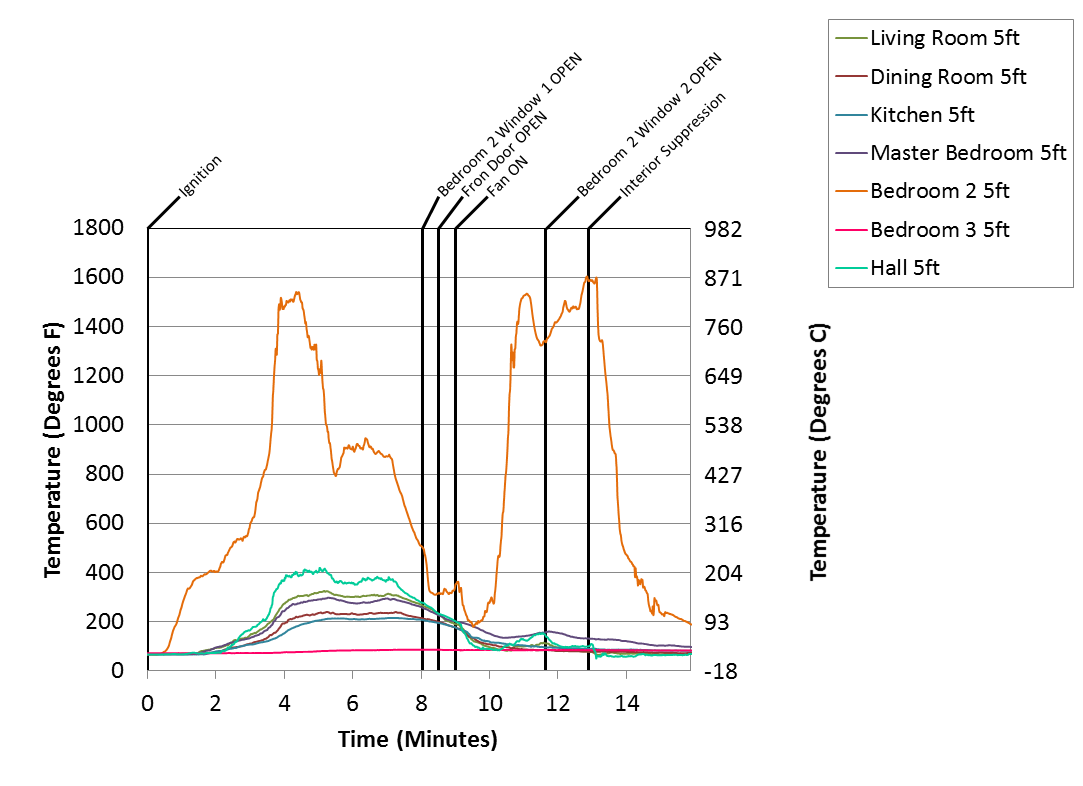 Living Room 5ft
Dining Room 5ft
Kitchen 5ft
Master Bedroom 5ft
Bedroom 2 5ft
Bedroom 3 5ft
Hall 5ft
Ignition
Bedroom 2 Window 1 OPEN
Fron Door OPEN
Fan ON
Bedroom 2 Window 2 OPEN
Interior Suppression
Temperature (Degrees F)
1800
1600
1400
1200
1000
800
600
400
200
0
982
871
760
649
538
427
316
204
93
-18
Temperature (Degrees C)
0 2 4 6 8 10 12 14
Time (Minutes)